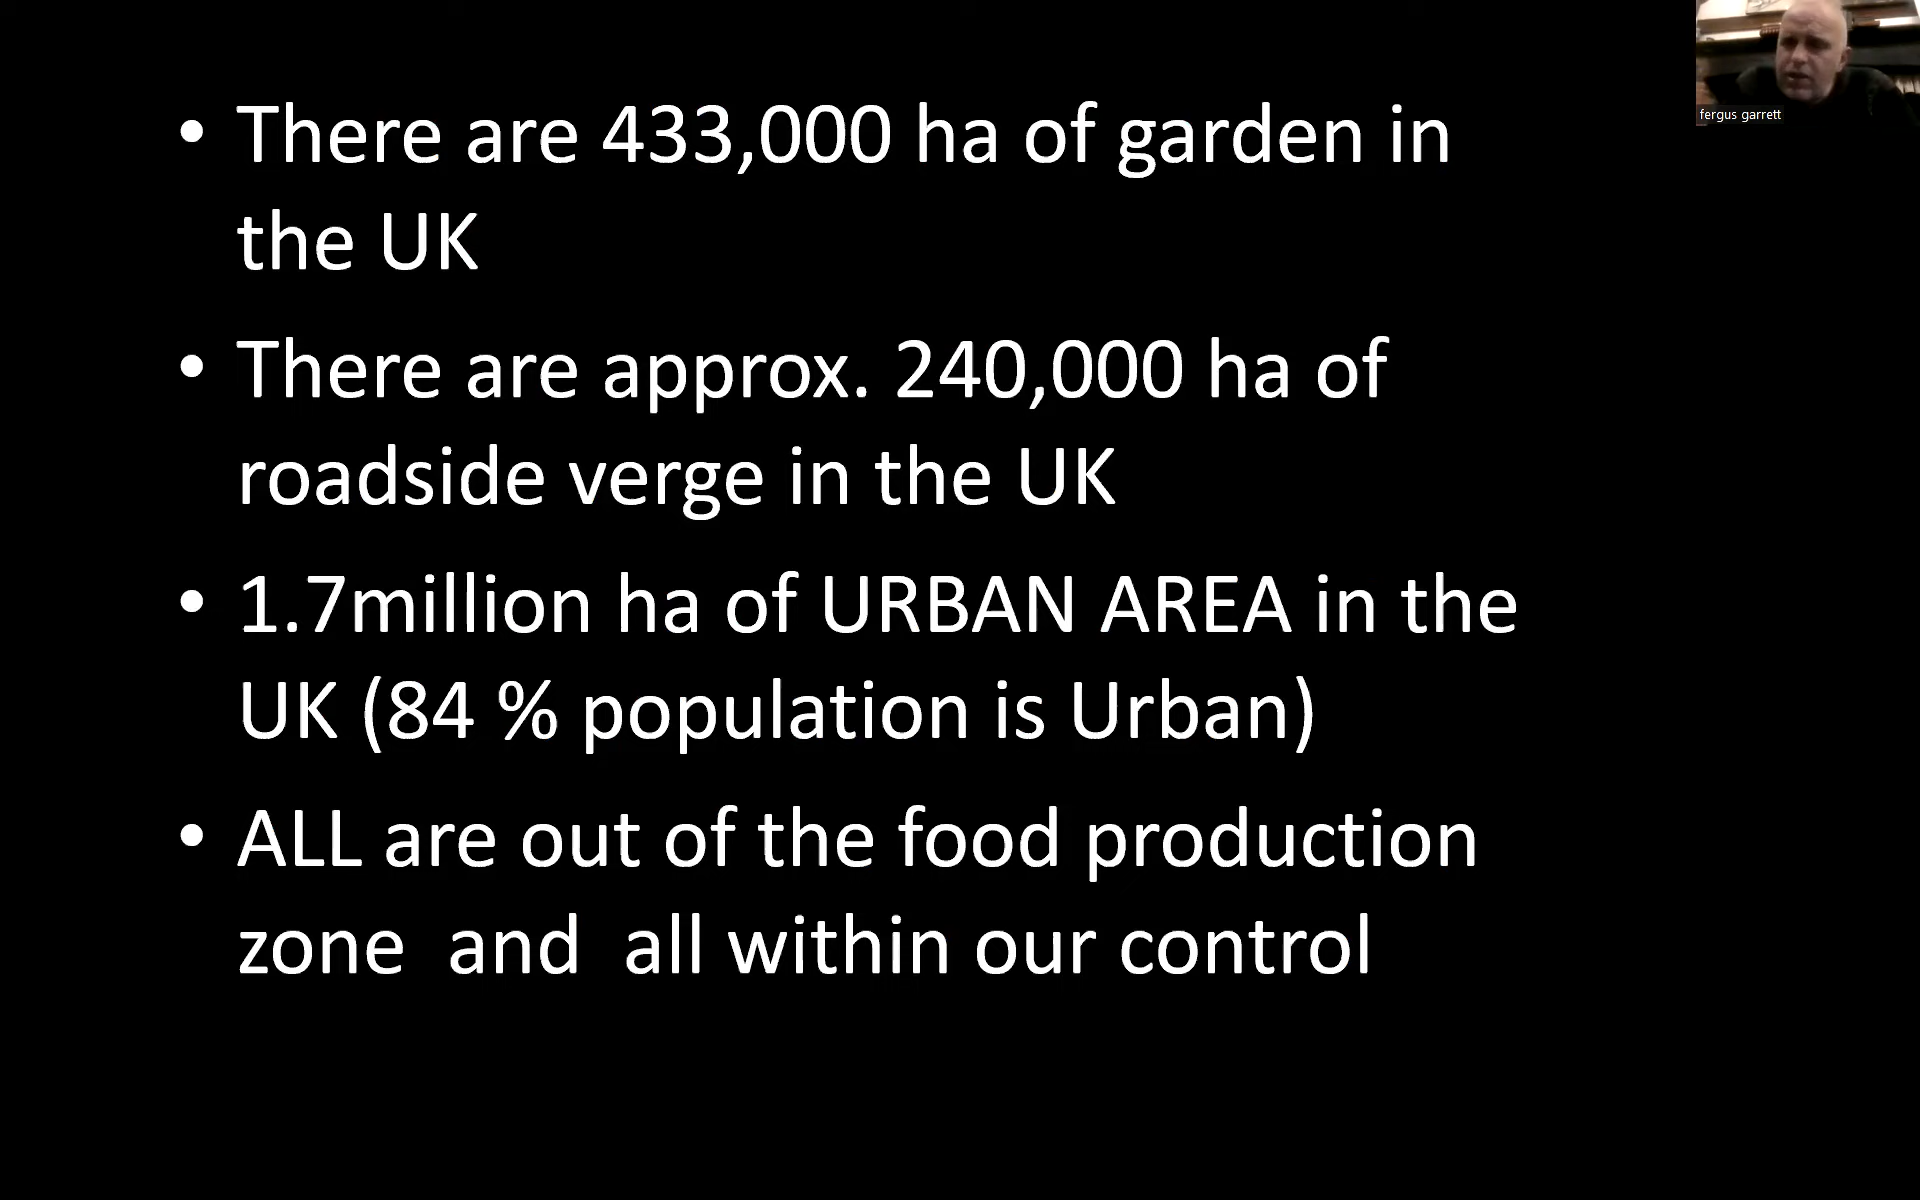 • There are 433,000 ha of garden in
the UK
• There are approx. 240,000 ha of
roadside verge in the UK
• 1.7million ha of URBAN AREA in the
UK (84 % population is Urban)
• ALL are out of the food production
zone  and  all within our control
fergus garrett